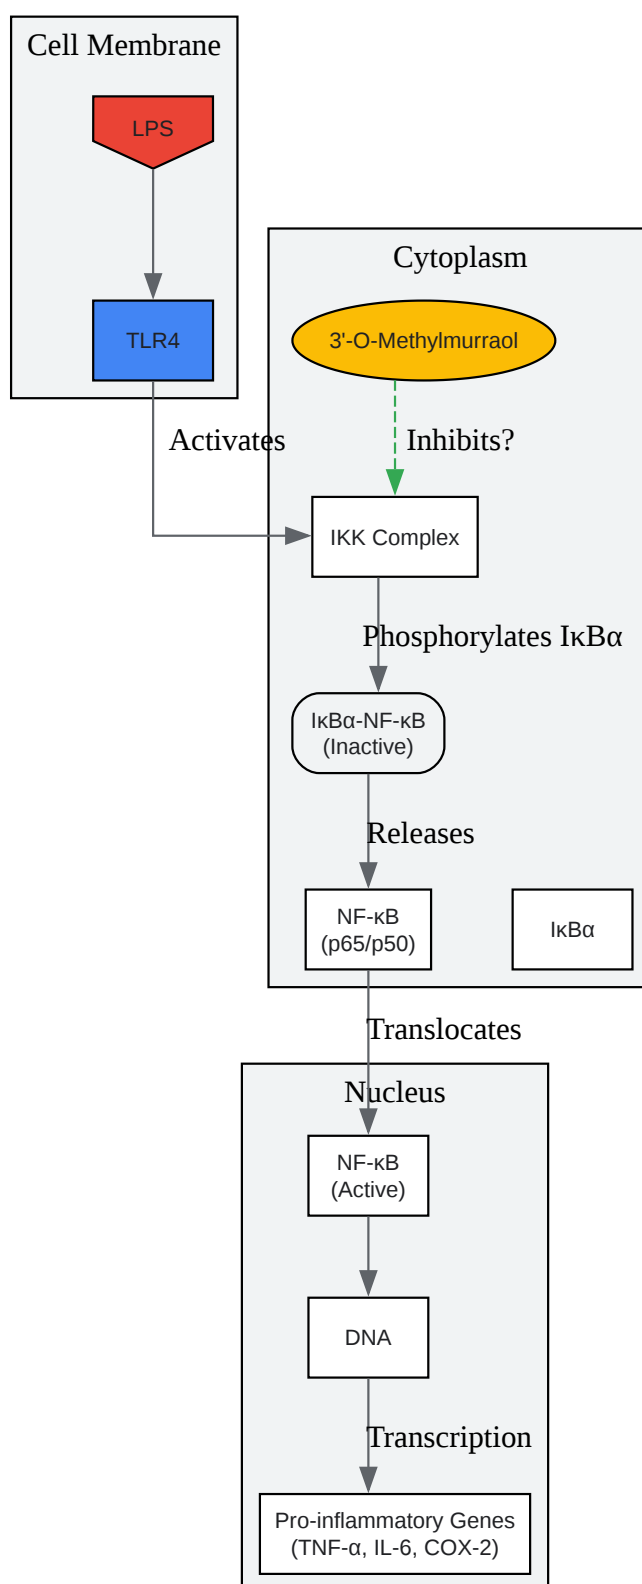 Cell Membrane
LPS
TLR4
Activates
Cytoplasm
3'-O-Methylmurraol
Inhibits?
IKK Complex
Phosphorylates IκBα
IκBα-NF-κB
(Inactive)
Releases
NF-κB
(p65/p50)
IκBα
Translocates
Nucleus
NF-κB
(Active)
DNA
Transcription
Pro-inflammatory Genes
(TNF-α, IL-6, COX-2)